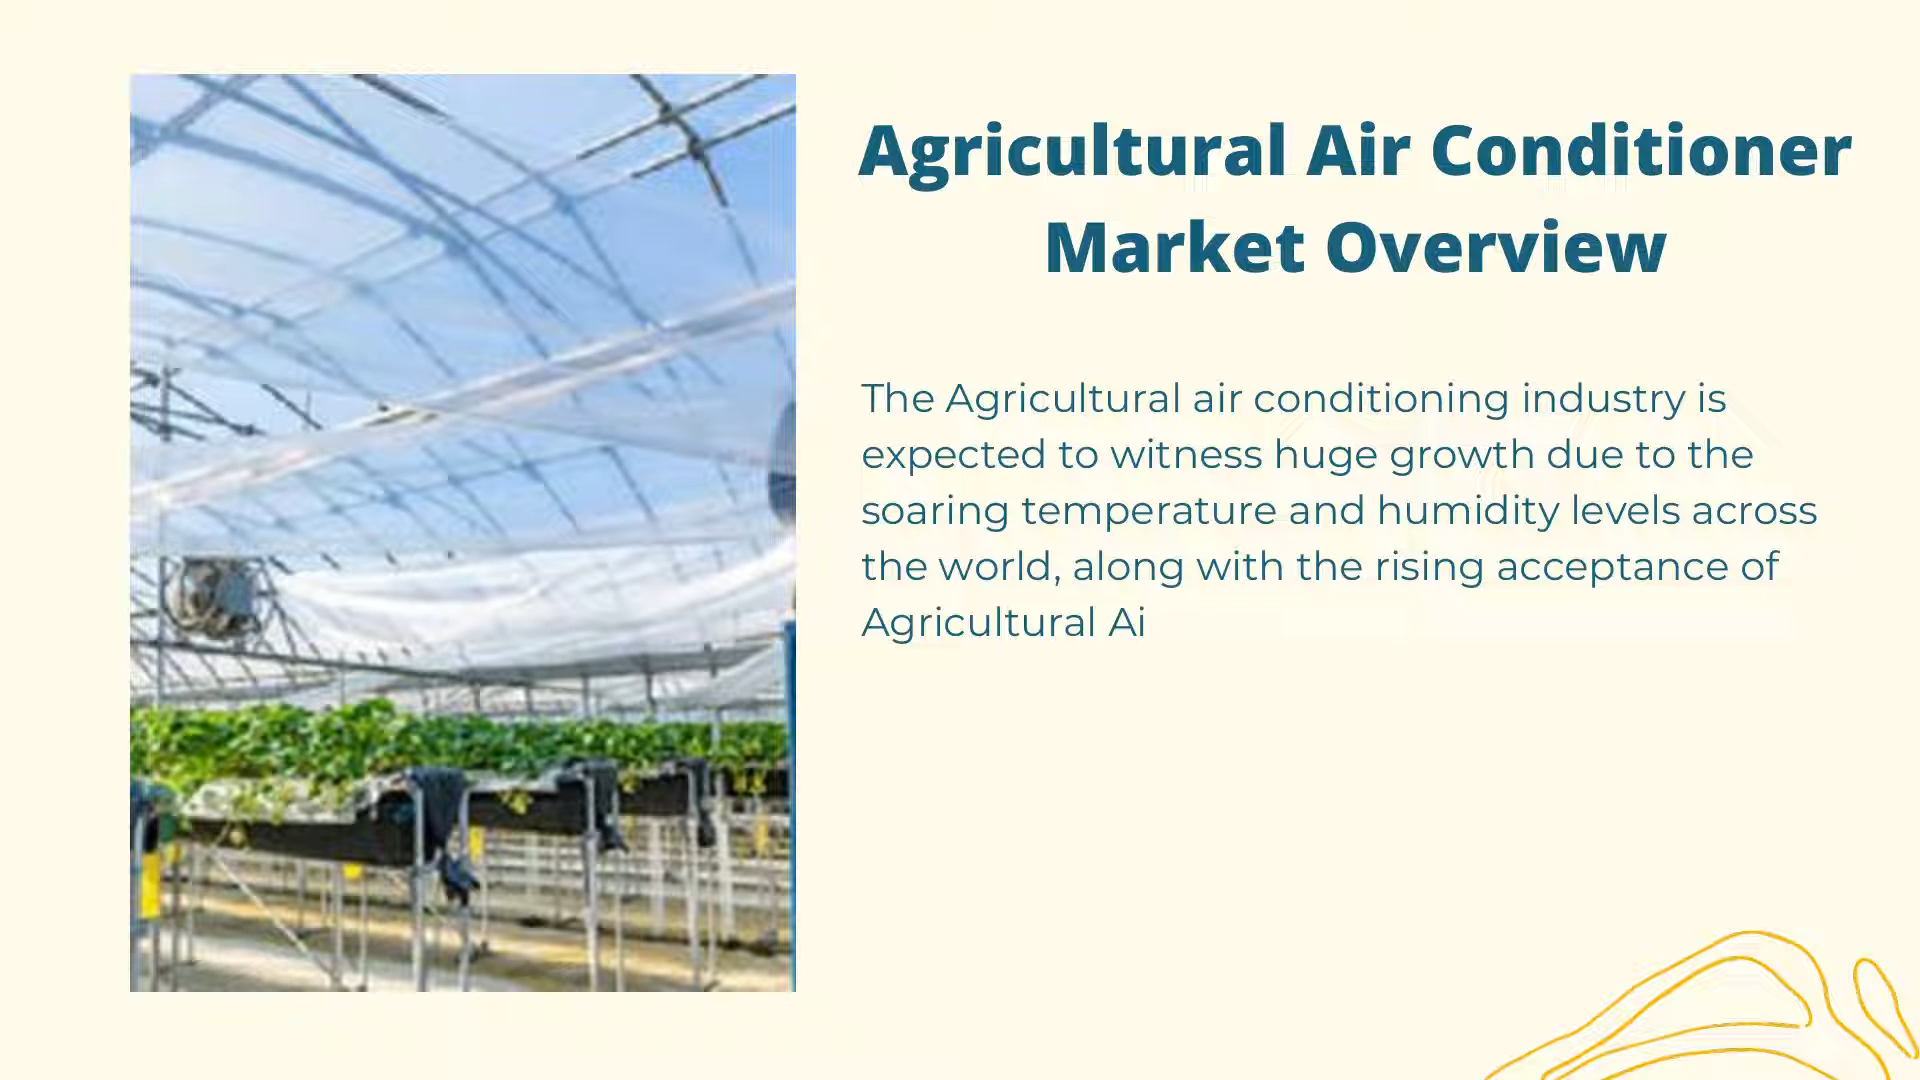 Agricultural Air Conditioner
Market Overview
The Agricultural air conditioning industry is
expected to witness huge growth due to the
soaring temperature and humidity levels across
the world, along with the rising acceptance of
Agricultural Ai